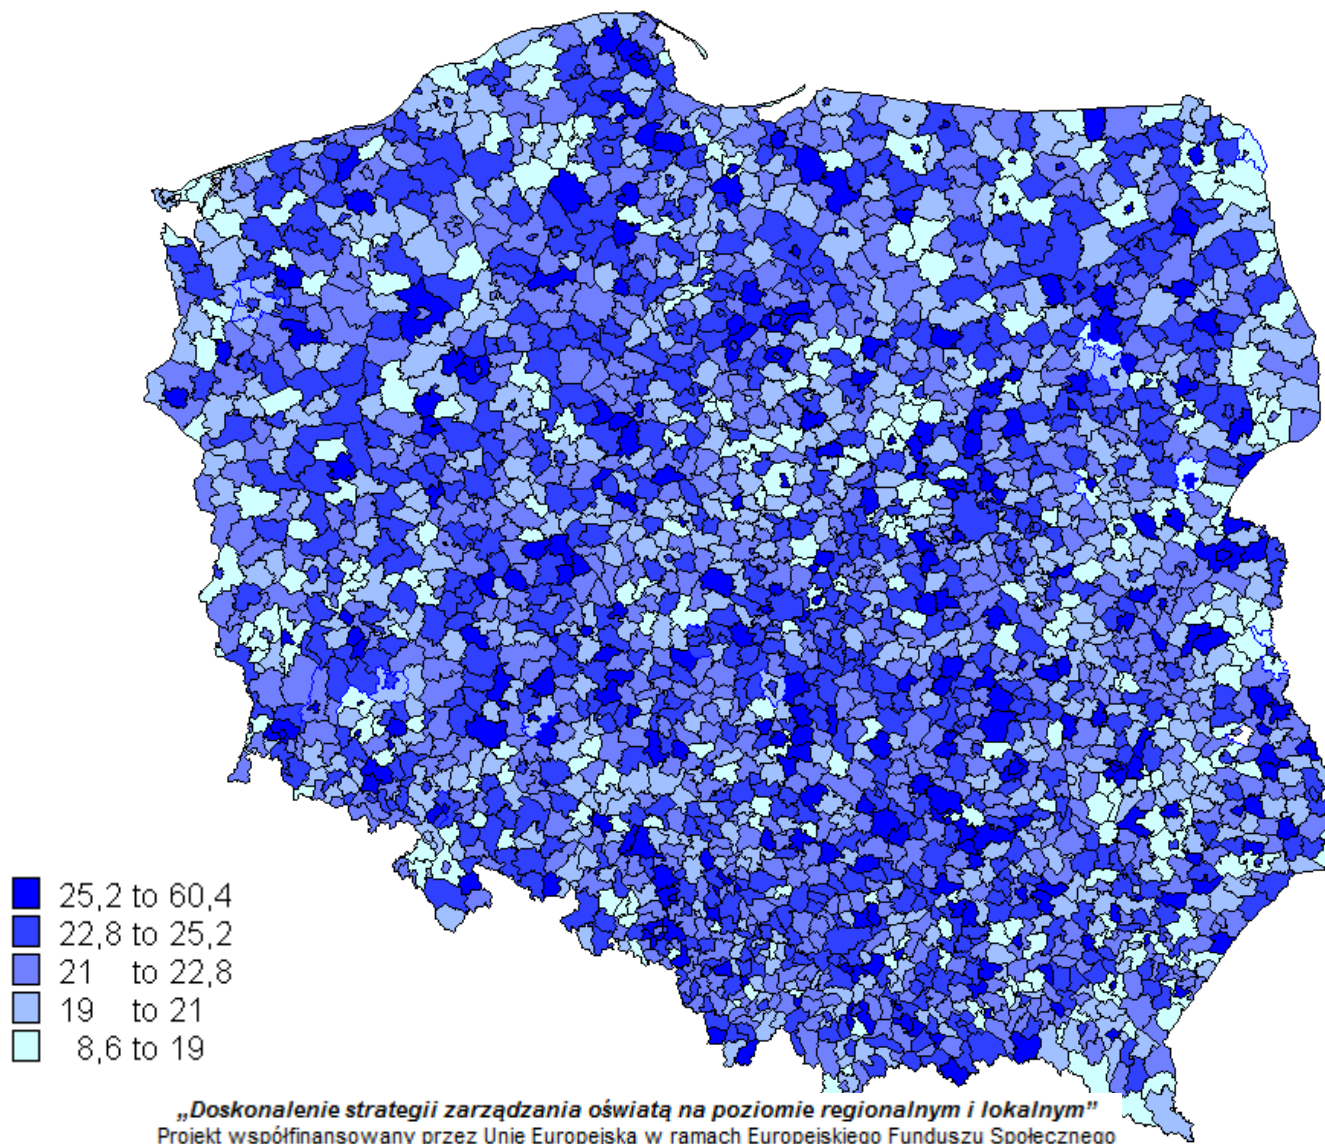 25,2 to 60,4
22,8 to 25,2
21 to 22,8
19 to 21
8,6 to 19
„Doskonalenie strategii zarządzania oświatą na poziomie regionalnym i lokalnym”
Projekt współfinansowany przez Unię Europejską w ramach Europejskiego Funduszu Społecznego